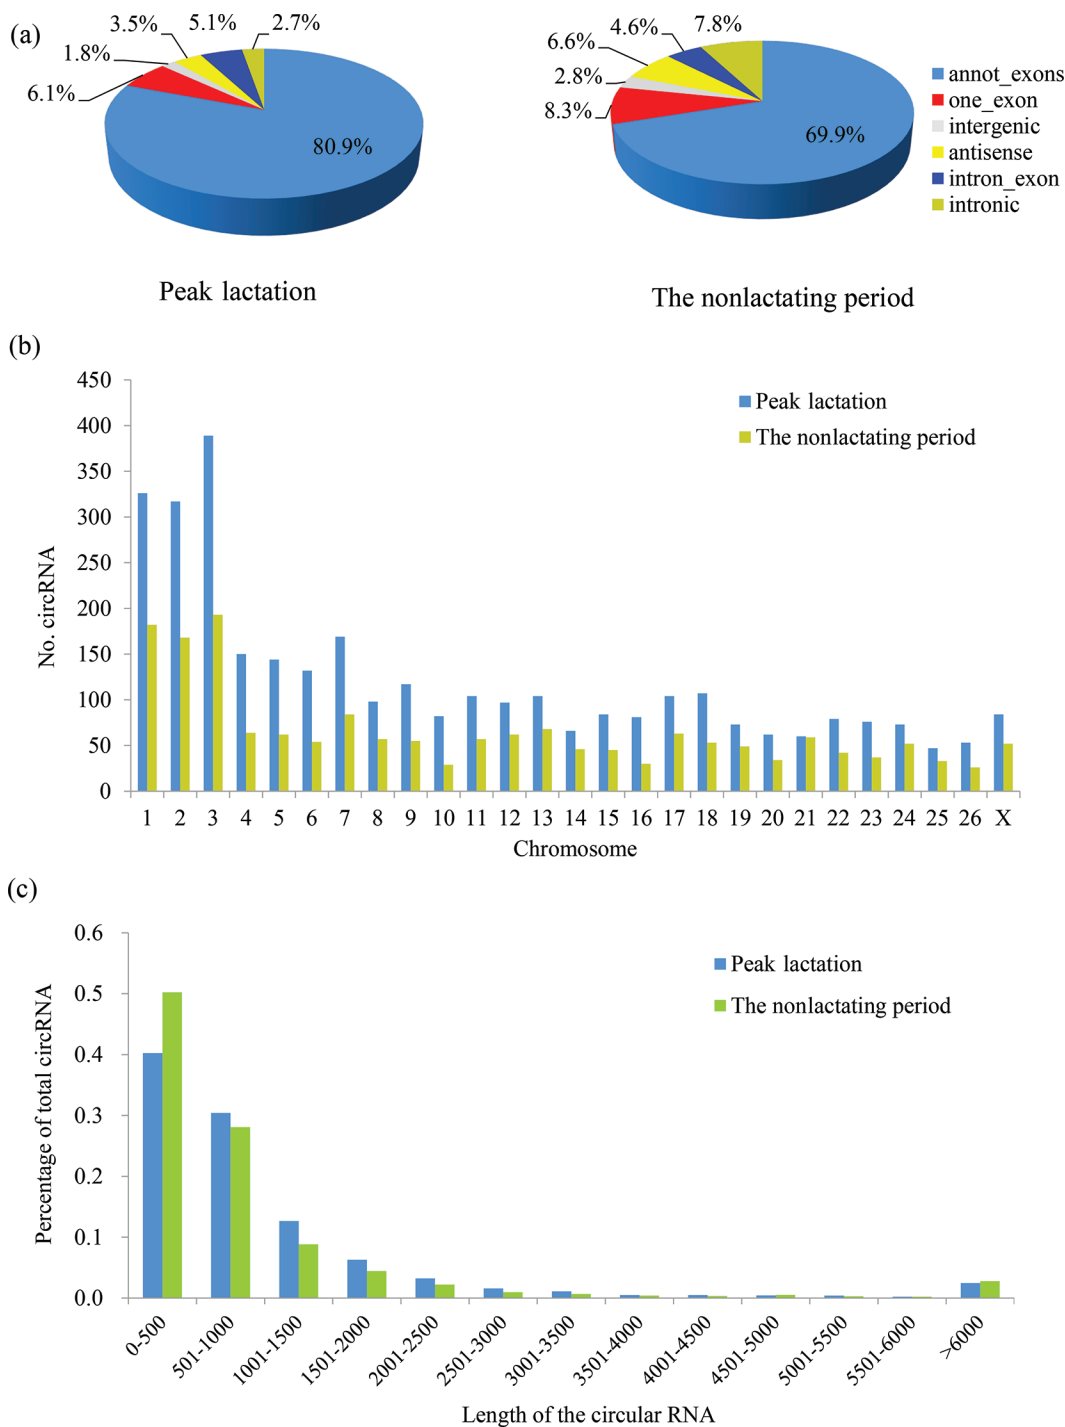 (a)
3.5% 5.1% 2.7%
1.8%
6.1%
80.9%
Peak lactation
4.6% 7.8%
6.6%
2.8%
8.3%
69.9%
The nonlactating period
annot_exons
one_exon
intergenic
antisense
intron_exon
intronic
(b)
No. circRNA
450
400
350
300
250
200
150
100
50
0
Peak lactation
The nonlactating period
1 2 3 4 5 6 7 8 9 10 11 12 13 14 15 16 17 18 19 20 21 22 23 24 25 26 X
Chromosome
(c)
Percentage of total circRNA
0.6
0.5
0.4
0.3
0.2
0.1
0.0
Peak lactation
The nonlactating period
0-500 501-1000 1001-1500 1501-2000 2001-2500 2501-3000 3001-3500 3501-4000 4001-4500 4501-5000 5001-5500 5501-6000 >6000
Length of the circular RNA